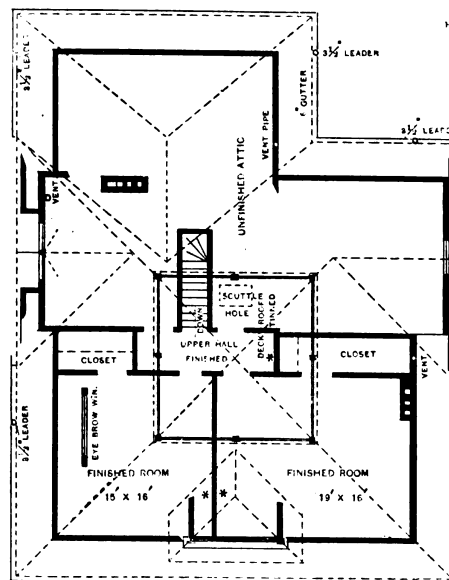 3½" LEADER
3½" LEADER
GUTTER
3½" LEAD
VENT PIPE
UNFINISHED ATTIC
VENT
SCUTTLE
HOLE
DOWN
DECK ROOF
TINNED
UPPER HALL
FINISHED
CLOSET
CLOSET
VENT
3½" LEADER
EYE BROW WIN.
FINISHED ROOM
15' X 16'
FINISHED ROOM
19' X 16'